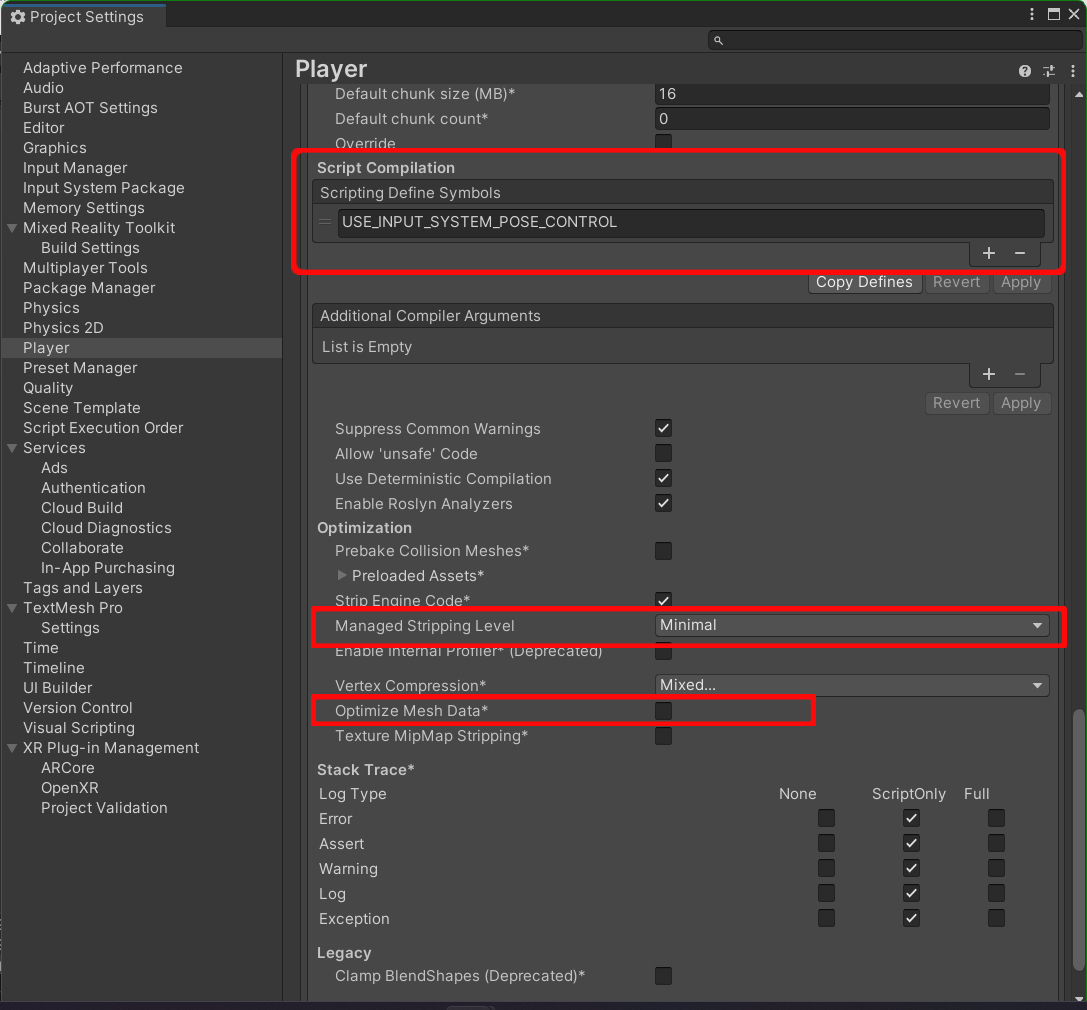 Project Settings
Adaptive Performance
Audio
Burst AOT Settings
Editor
Graphics
Input Manager
Input System Package
Memory Settings
Mixed Reality Toolkit
Build Settings
Multiplayer Tools
Package Manager
Physics
Physics 2D
Player
Preset Manager
Quality
Scene Template
Script Execution Order
Services
Ads
Authentication
Cloud Build
Cloud Diagnostics
Collaborate
In-App Purchasing
Tags and Layers
TextMesh Pro
Settings
Time
Timeline
UI Builder
Version Control
Visual Scripting
XR Plug-in Management
ARCore
OpenXR
Project Validation
Player
Default chunk size (MB)* 16
Default chunk count* 0
Override
Script Compilation
Scripting Define Symbols
USE_INPUT_SYSTEM_POSE_CONTROL
Copy Defines Revert Apply
Additional Compiler Arguments
List is Empty
Revert Apply
Suppress Common Warnings
Allow 'unsafe' Code
Use Deterministic Compilation
Enable Roslyn Analyzers
Optimization
Prebake Collision Meshes*
Preloaded Assets*
Strip Engine Code*
Managed Stripping Level Minimal
Enable Internal Profiler* (Deprecated)
Vertex Compression* Mixed...
Optimize Mesh Data*
Texture MipMap Stripping*
Stack Trace*
Log Type None ScriptOnly Full
Error
Assert
Warning
Log
Exception
Legacy
Clamp BlendShapes (Deprecated)*